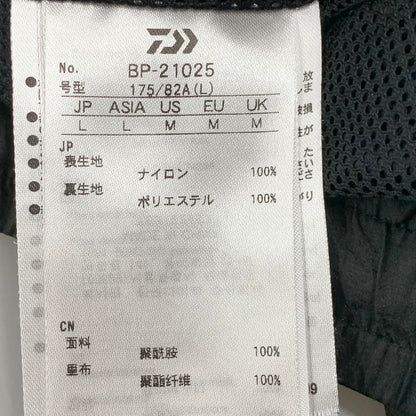 No. BP-21025
号型 175/82A(L)
JP ASIA US EU UK
L L M M M
JP
表生地
ナイロン 100%
裏生地
ポリエステル 100%
CN
面料
聚酰胺 100%
里布
聚酯纤维 100%